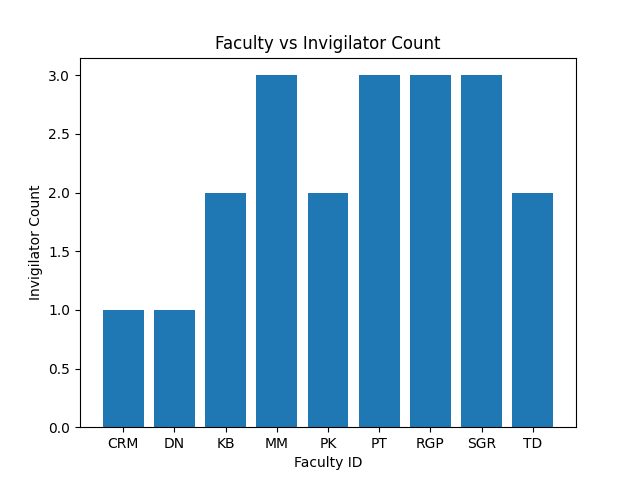 Faculty vs Invigilator Count
3.0
2.5
2.0
1.5
1.0
0.5
0.0
Invigilator Count
CRM DN KB MM PK PT RGP SGR TD
Faculty ID